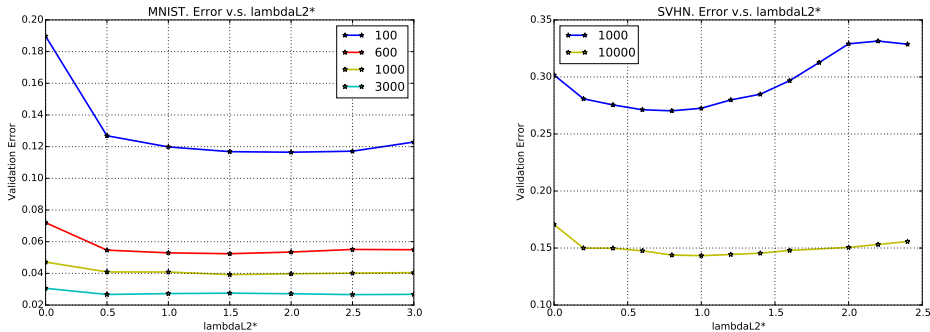 MNIST. Error v.s. lambdaL2*
Validation Error
0.20
0.18
0.16
0.14
0.12
0.10
0.08
0.06
0.04
0.02
100
600
1000
3000
0.0 0.5 1.0 1.5 2.0 2.5 3.0
lambdaL2*
SVHN. Error v.s. lambdaL2*
Validation Error
0.35
0.30
0.25
0.20
0.15
0.10
1000
10000
0.0 0.5 1.0 1.5 2.0 2.5
lambdaL2*